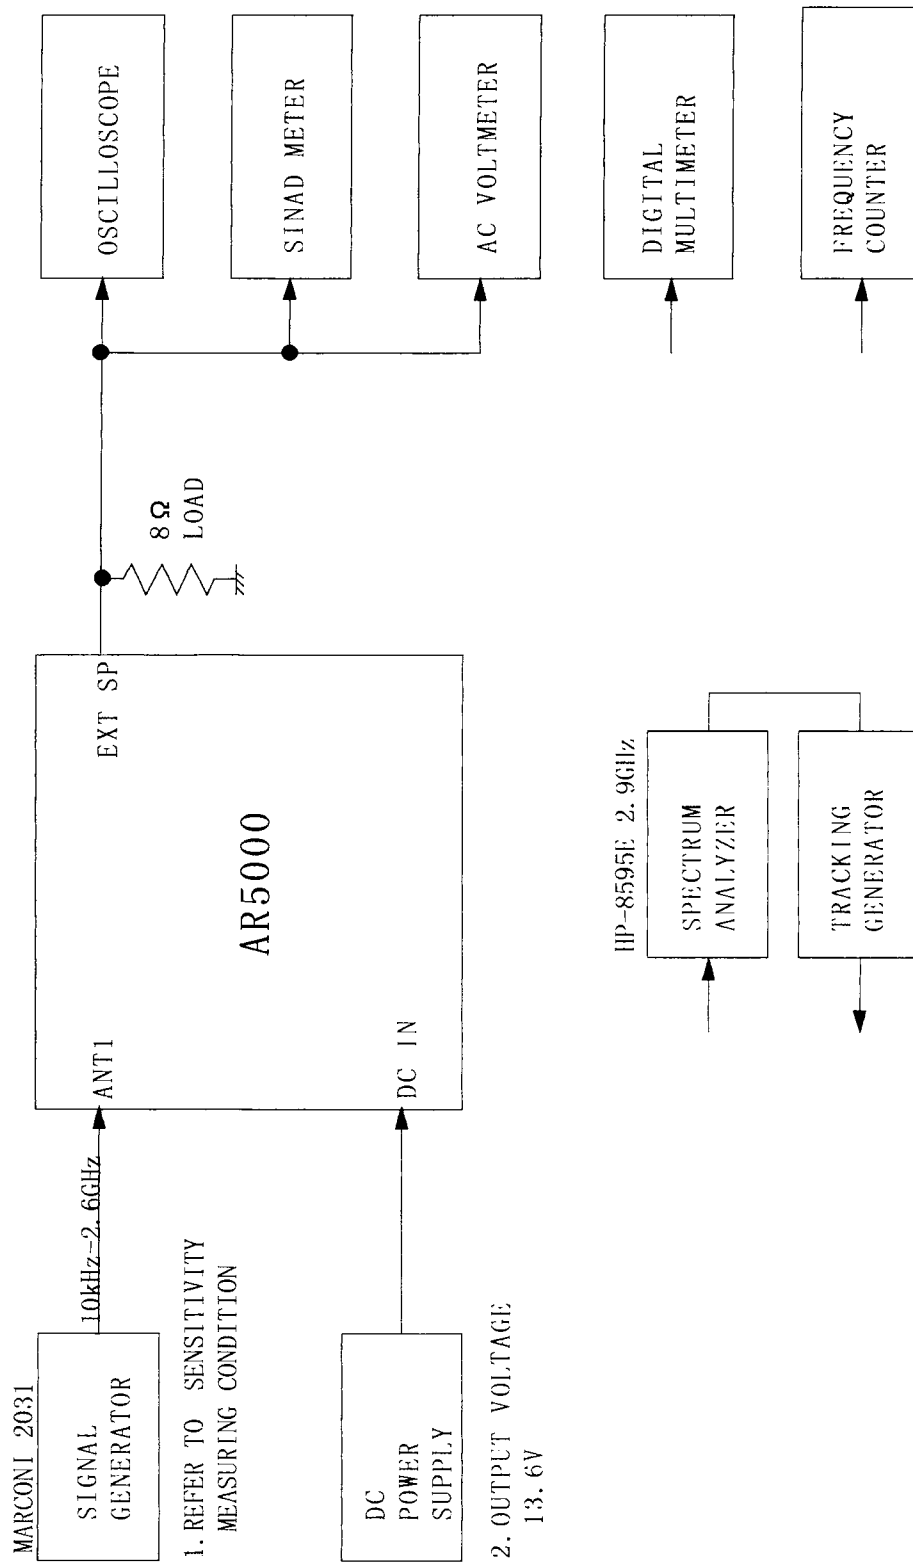 MARCONI 2031
SIGNAL
GENERATOR
10kHz-2.6GHz
1. REFER TO SENSITIVITY
MEASURING CONDITION
DC
POWER
SUPPLY
2. OUTPUT VOLTAGE
13.6V
ANT1
DC IN
AR5000
EXT SP
8Ω
LOAD
OSCILLOSCOPE
SINAD METER
AC VOLTMETER
DIGITAL
MULTIMETER
FREQUENCY
COUNTER
HP-8595E 2.9GHz
SPECTRUM
ANALYZER
TRACKING
GENERATOR